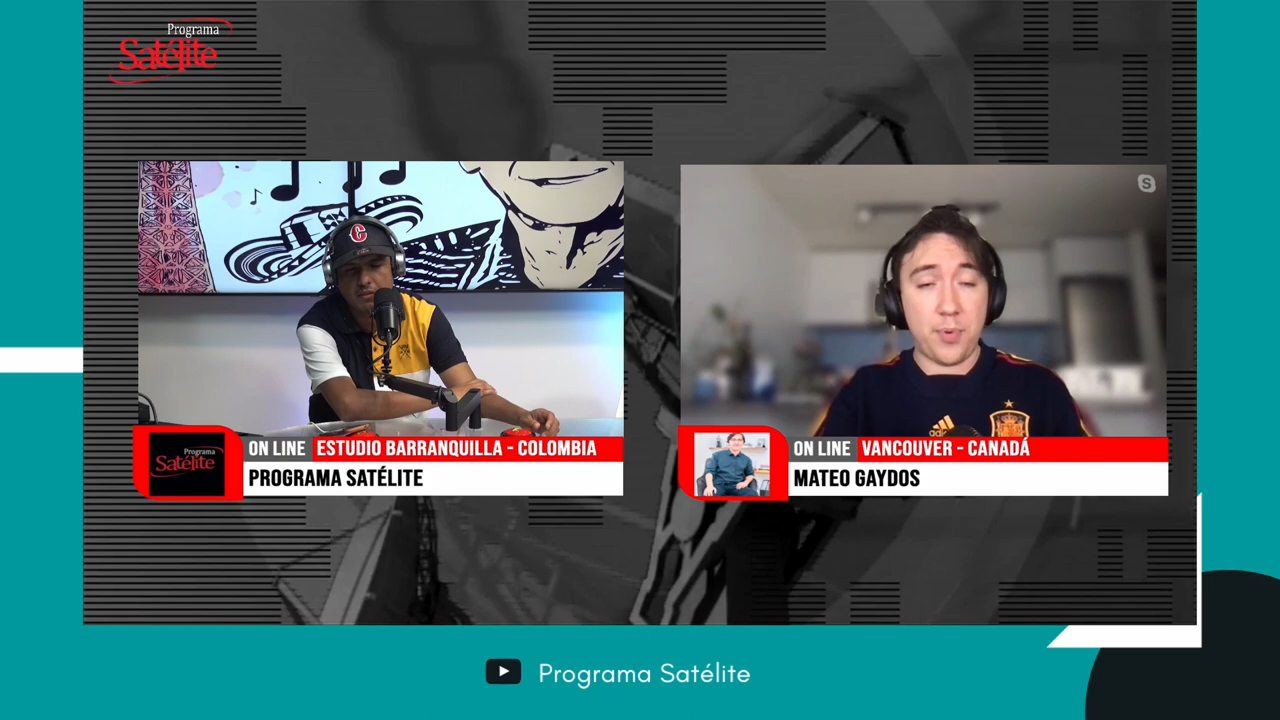 Programa
Satélite
C
S
adidas
Programa
Satélite
ON LINE ESTUDIO BARRANQUILLA - COLOMBIA
PROGRAMA SATÉLITE
ON LINE VANCOUVER - CANADÁ
MATEO GAYDOS
Programa Satélite